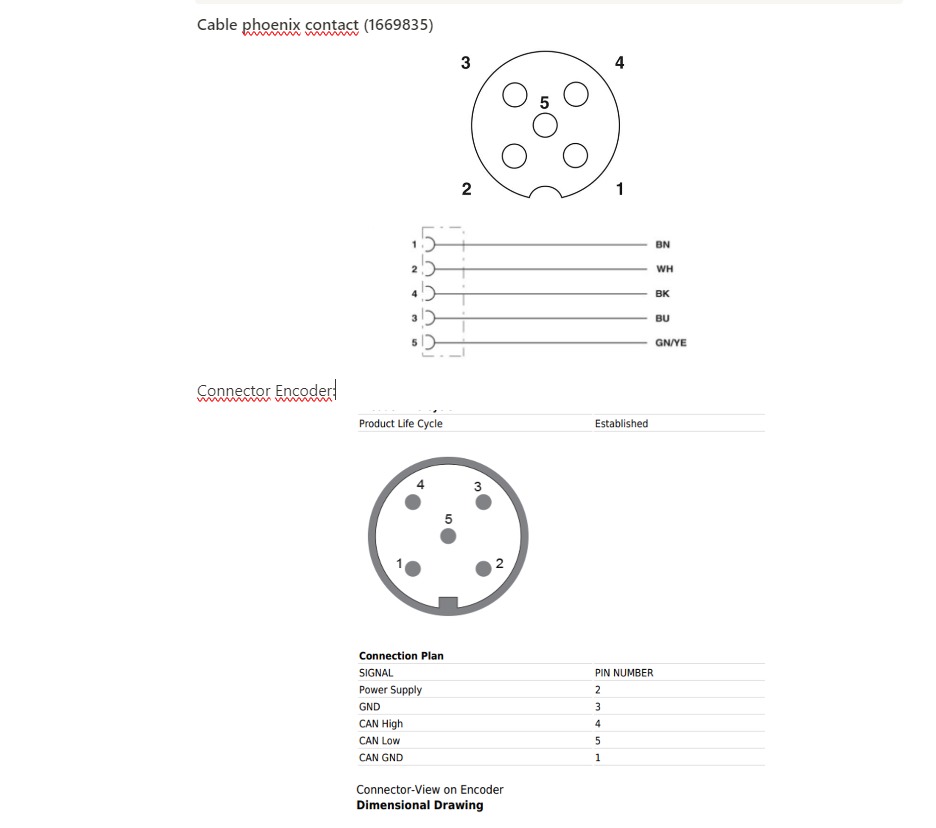 Cable phoenix contact (1669835)
3 4
5
2 1
1 BN
2 WH
4 BK
3 BU
5 GN/YE
Connector Encoder:
Product Life Cycle Established
4 3
5
1 2
Connection Plan
SIGNAL PIN NUMBER
Power Supply 2
GND 3
CAN High 4
CAN Low 5
CAN GND 1
Connector-View on Encoder
Dimensional Drawing